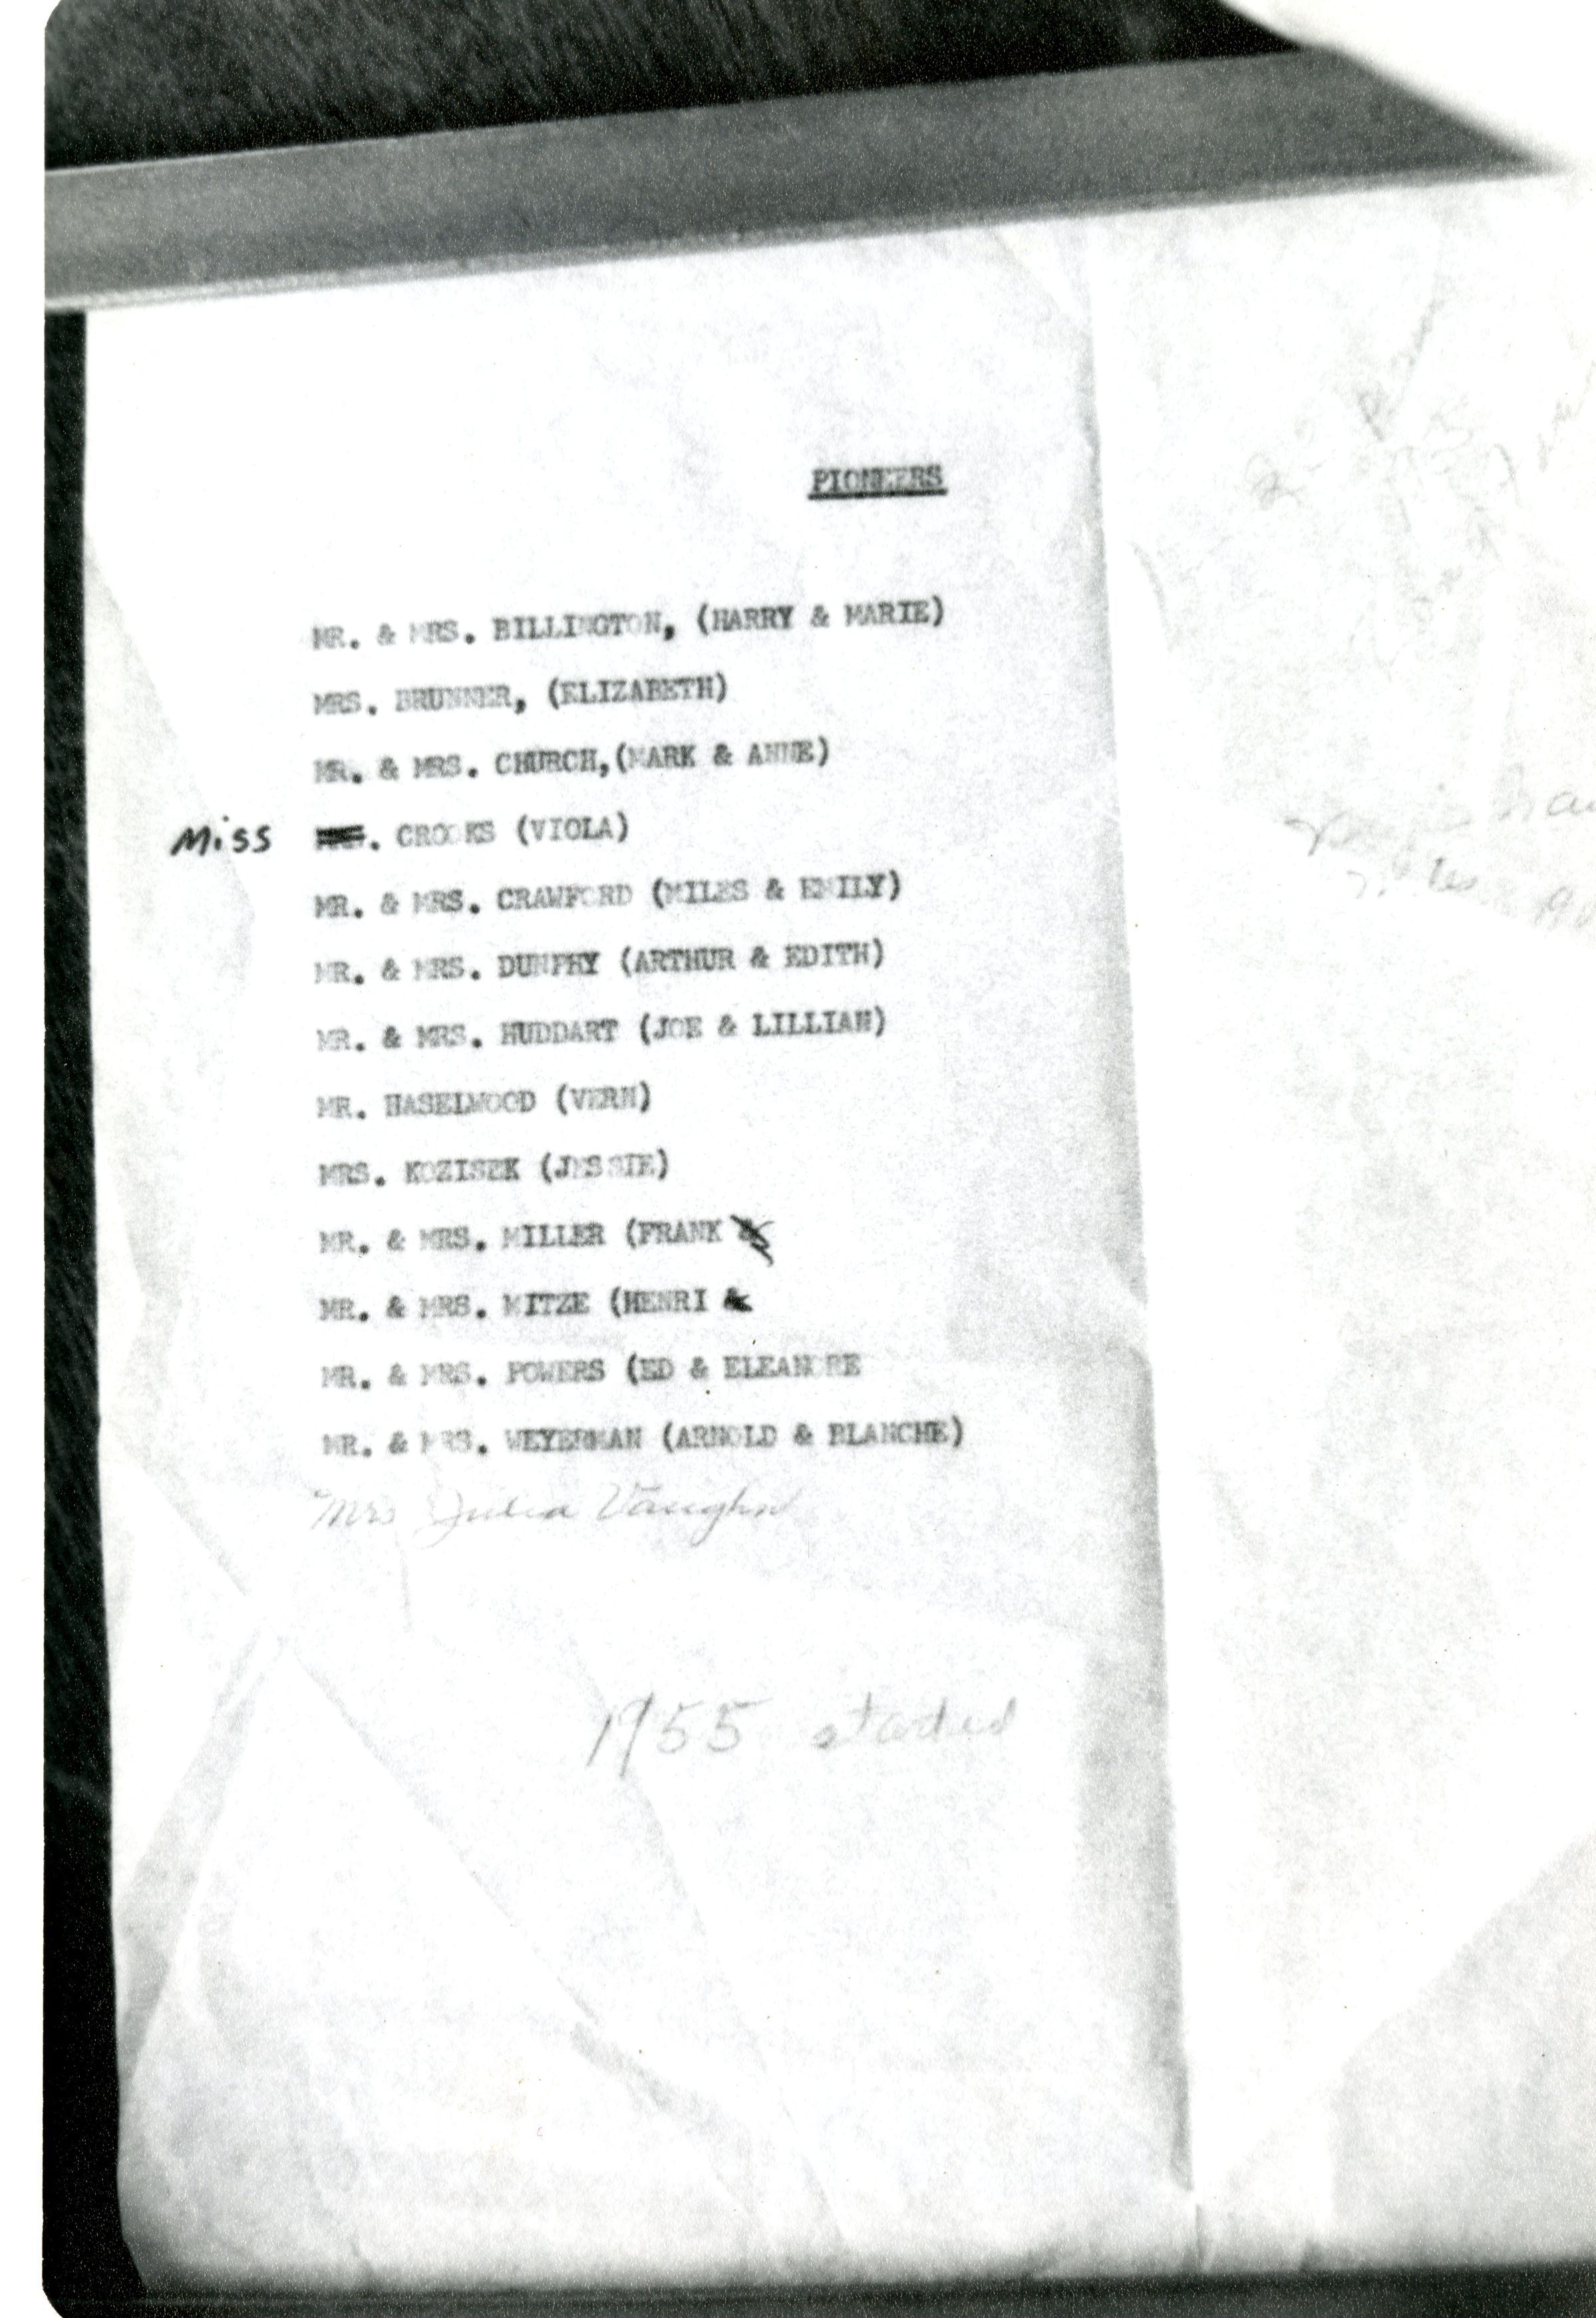 PIONEERS
MR. & MRS. BILLINGTON, (HARRY & MARIE)
MRS. BRUNNER, (ELIZABETH)
MR. & MRS. CHURCH,(MARK & ANNE)
Miss . CROOKS (VIOLA)
MR. & MRS. CRAWFORD (MILES & EMILY)
MR. & MRS. DUNPHY (ARTHUR & EDITH)
MR. & MRS. HUDDART (JOE & LILLIAN)
MR. HASELWOOD (VERN)
MRS. KOZISEK (JESSIE)
MR. & MRS. MILLER (FRANK
MR. & MRS. MITZE (HENRI &
MR. & MRS. POWERS (ED & ELEANORE
MR. & MRS. WEYERMAN (ARNOLD & BLANCHE)
Mrs Julia Vaughn
1955 started